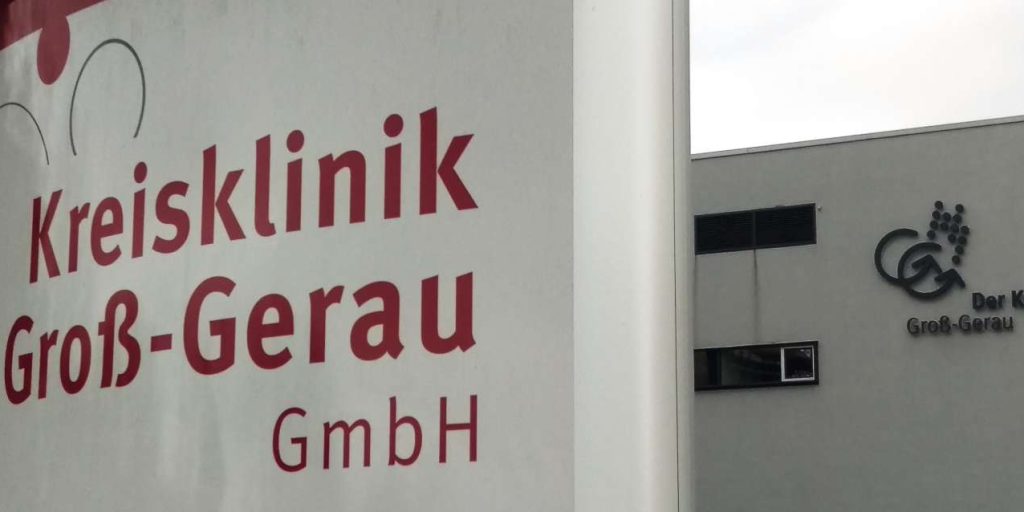 Kreisklinik
Groß-Gerau
GmbH
Der K
Groß-Gerau